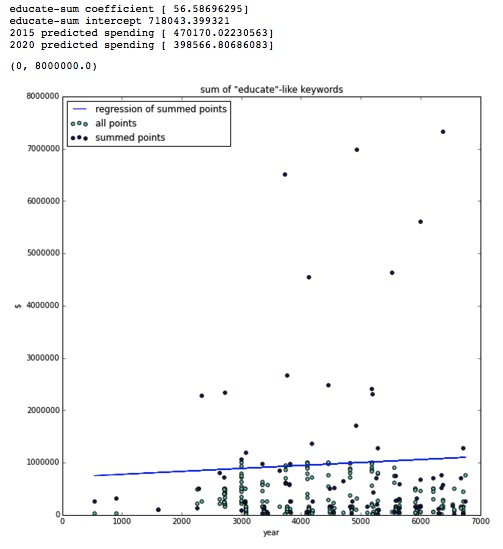 educate-sum coefficient [ 56.58696295]
educate-sum intercept 718043.399321
2015 predicted spending [ 470170.02230563]
2020 predicted spending [ 398566.80686083]
(0, 8000000.0)
sum of "educate"-like keywords
regression of summed points
all points
summed points
8000000
7000000
6000000
5000000
4000000
3000000
2000000
1000000
0
$
0 1000 2000 3000 4000 5000 6000 7000
year